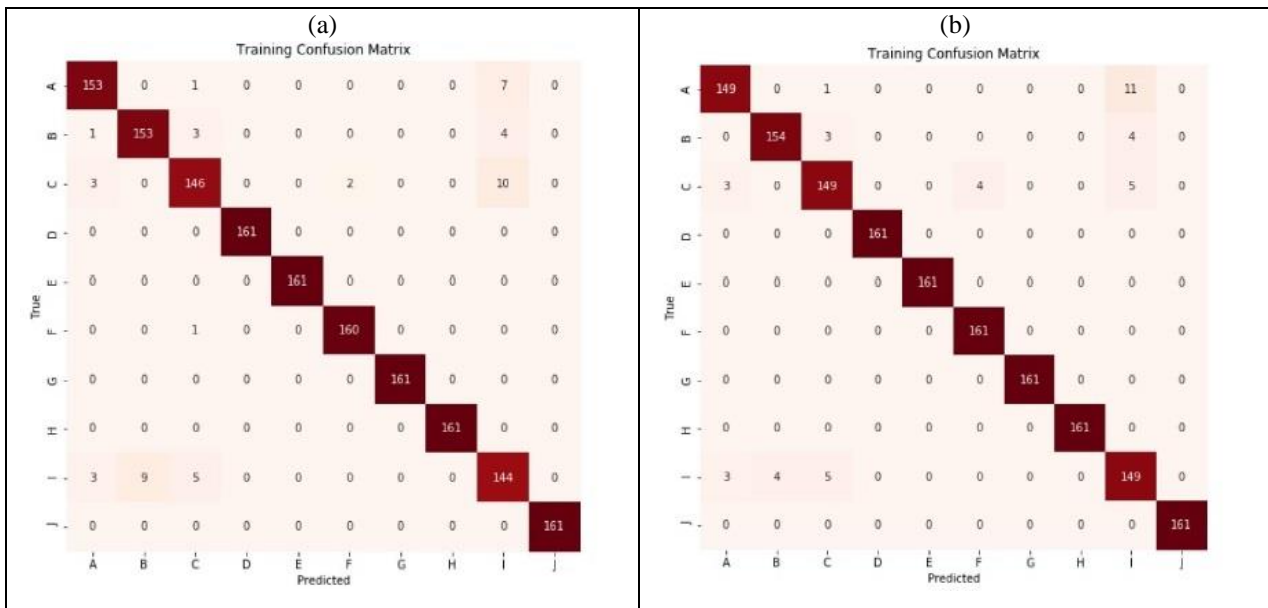 (a)
Training Confusion Matrix
A 153 0 1 0 0 0 0 0 7 0
B 1 153 3 0 0 0 0 0 4 0
C 3 0 146 0 0 2 0 0 10 0
D 0 0 0 161 0 0 0 0 0 0
E 0 0 0 0 161 0 0 0 0 0
F 0 0 1 0 0 160 0 0 0 0
G 0 0 0 0 0 0 161 0 0 0
H 0 0 0 0 0 0 0 161 0 0
I 3 9 5 0 0 0 0 0 144 0
J 0 0 0 0 0 0 0 0 0 161
True
A B C D E F G H I J
Predicted
(b)
Training Confusion Matrix
A 149 0 1 0 0 0 0 0 11 0
B 0 154 3 0 0 0 0 0 4 0
C 3 0 149 0 0 4 0 0 5 0
D 0 0 0 161 0 0 0 0 0 0
E 0 0 0 0 161 0 0 0 0 0
F 0 0 0 0 0 161 0 0 0 0
G 0 0 0 0 0 0 161 0 0 0
H 0 0 0 0 0 0 0 161 0 0
I 3 4 5 0 0 0 0 0 149 0
J 0 0 0 0 0 0 0 0 0 161
True
A B C D E F G H I J
Predicted